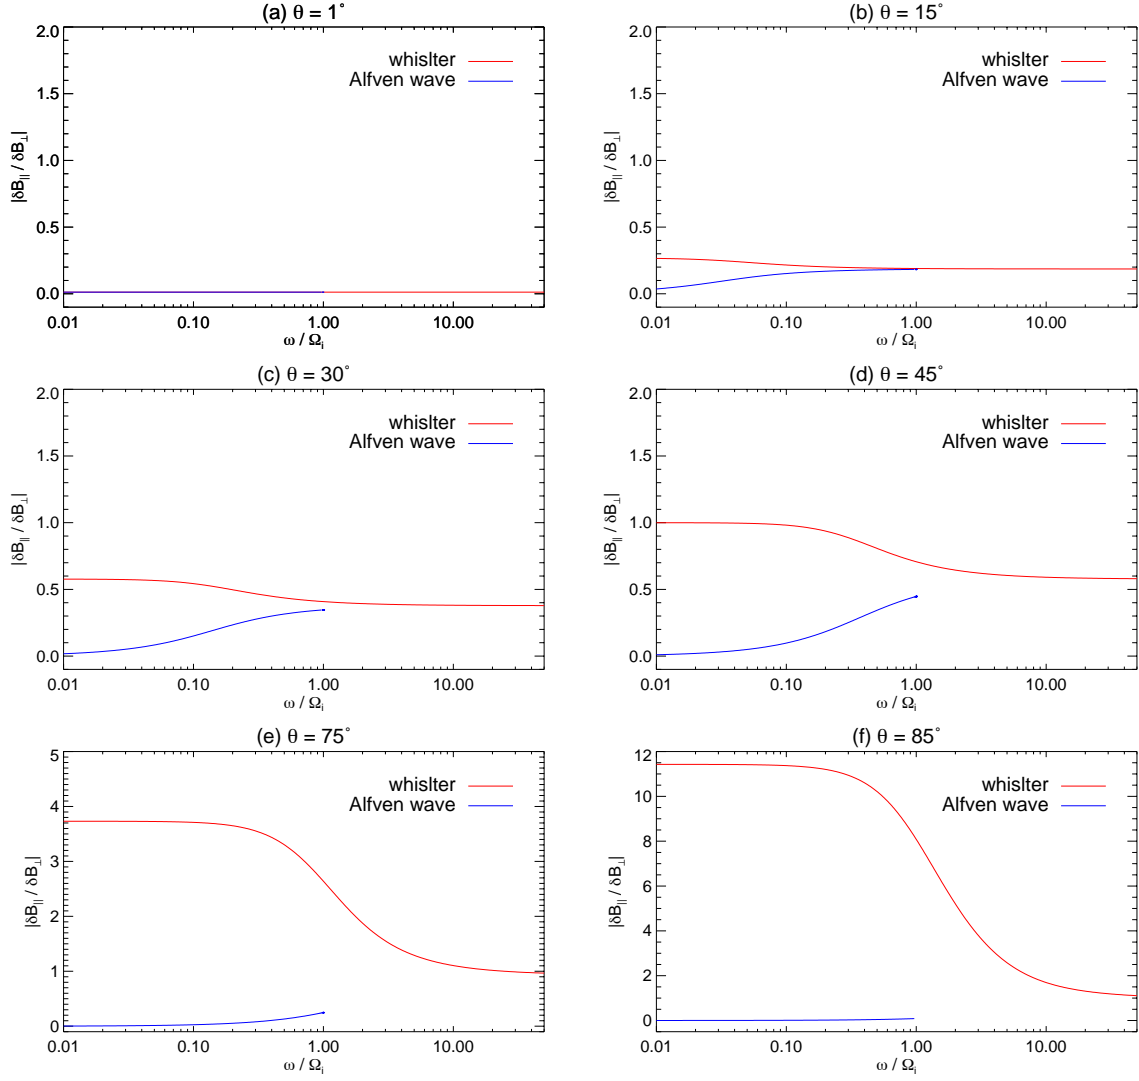 (a) θ = 1°
2.0
1.5
1.0
0.5
0.0
|δB|| / δB⊥|
whislter
Alfven wave
0.01 0.10 1.00 10.00
ω / Ωi
(b) θ = 15°
2.0
1.5
1.0
0.5
0.0
|δB|| / δB⊥|
whislter
Alfven wave
0.01 0.10 1.00 10.00
ω / Ωi
(c) θ = 30°
2.0
1.5
1.0
0.5
0.0
|δB|| / δB⊥|
whislter
Alfven wave
0.01 0.10 1.00 10.00
ω / Ωi
(d) θ = 45°
2.0
1.5
1.0
0.5
0.0
|δB|| / δB⊥|
whislter
Alfven wave
0.01 0.10 1.00 10.00
ω / Ωi
(e) θ = 75°
5
4
3
2
1
0
|δB|| / δB⊥|
whislter
Alfven wave
0.01 0.10 1.00 10.00
ω / Ωi
(f) θ = 85°
12
10
8
6
4
2
0
|δB|| / δB⊥|
whislter
Alfven wave
0.01 0.10 1.00 10.00
ω / Ωi